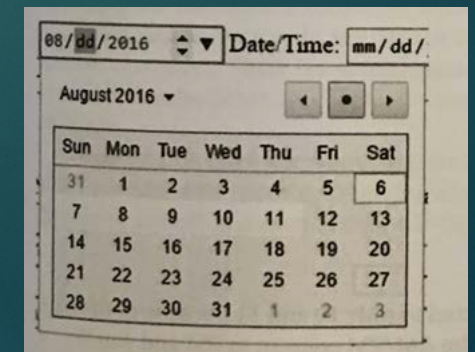 08/dd/2016 Date/Time: mm/dd/
August 2016
Sun Mon Tue Wed Thu Fri Sat
31 1 2 3 4 5 6
7 8 9 10 11 12 13
14 15 16 17 18 19 20
21 22 23 24 25 26 27
28 29 30 31 1 2 3